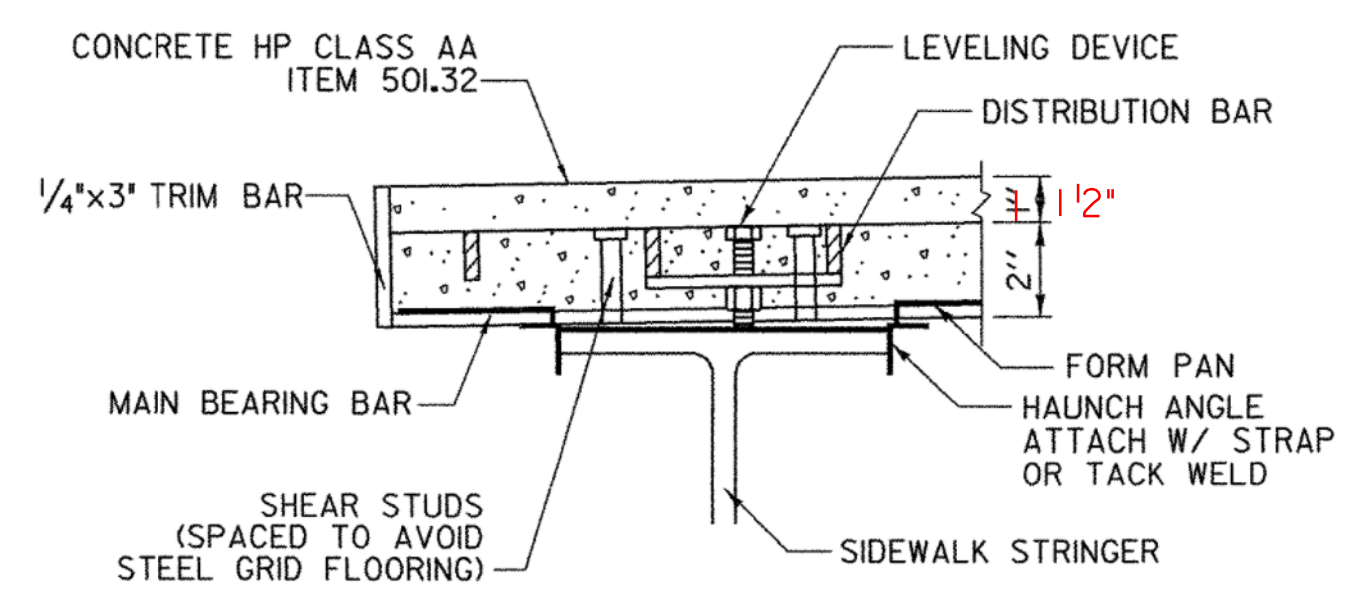 CONCRETE HP CLASS AA
ITEM 501.32
LEVELING DEVICE
DISTRIBUTION BAR
1/4"x3" TRIM BAR
1"
1 1/2"
2"
FORM PAN
MAIN BEARING BAR
HAUNCH ANGLE
ATTACH W/ STRAP
OR TACK WELD
SHEAR STUDS
(SPACED TO AVOID
STEEL GRID FLOORING)
SIDEWALK STRINGER